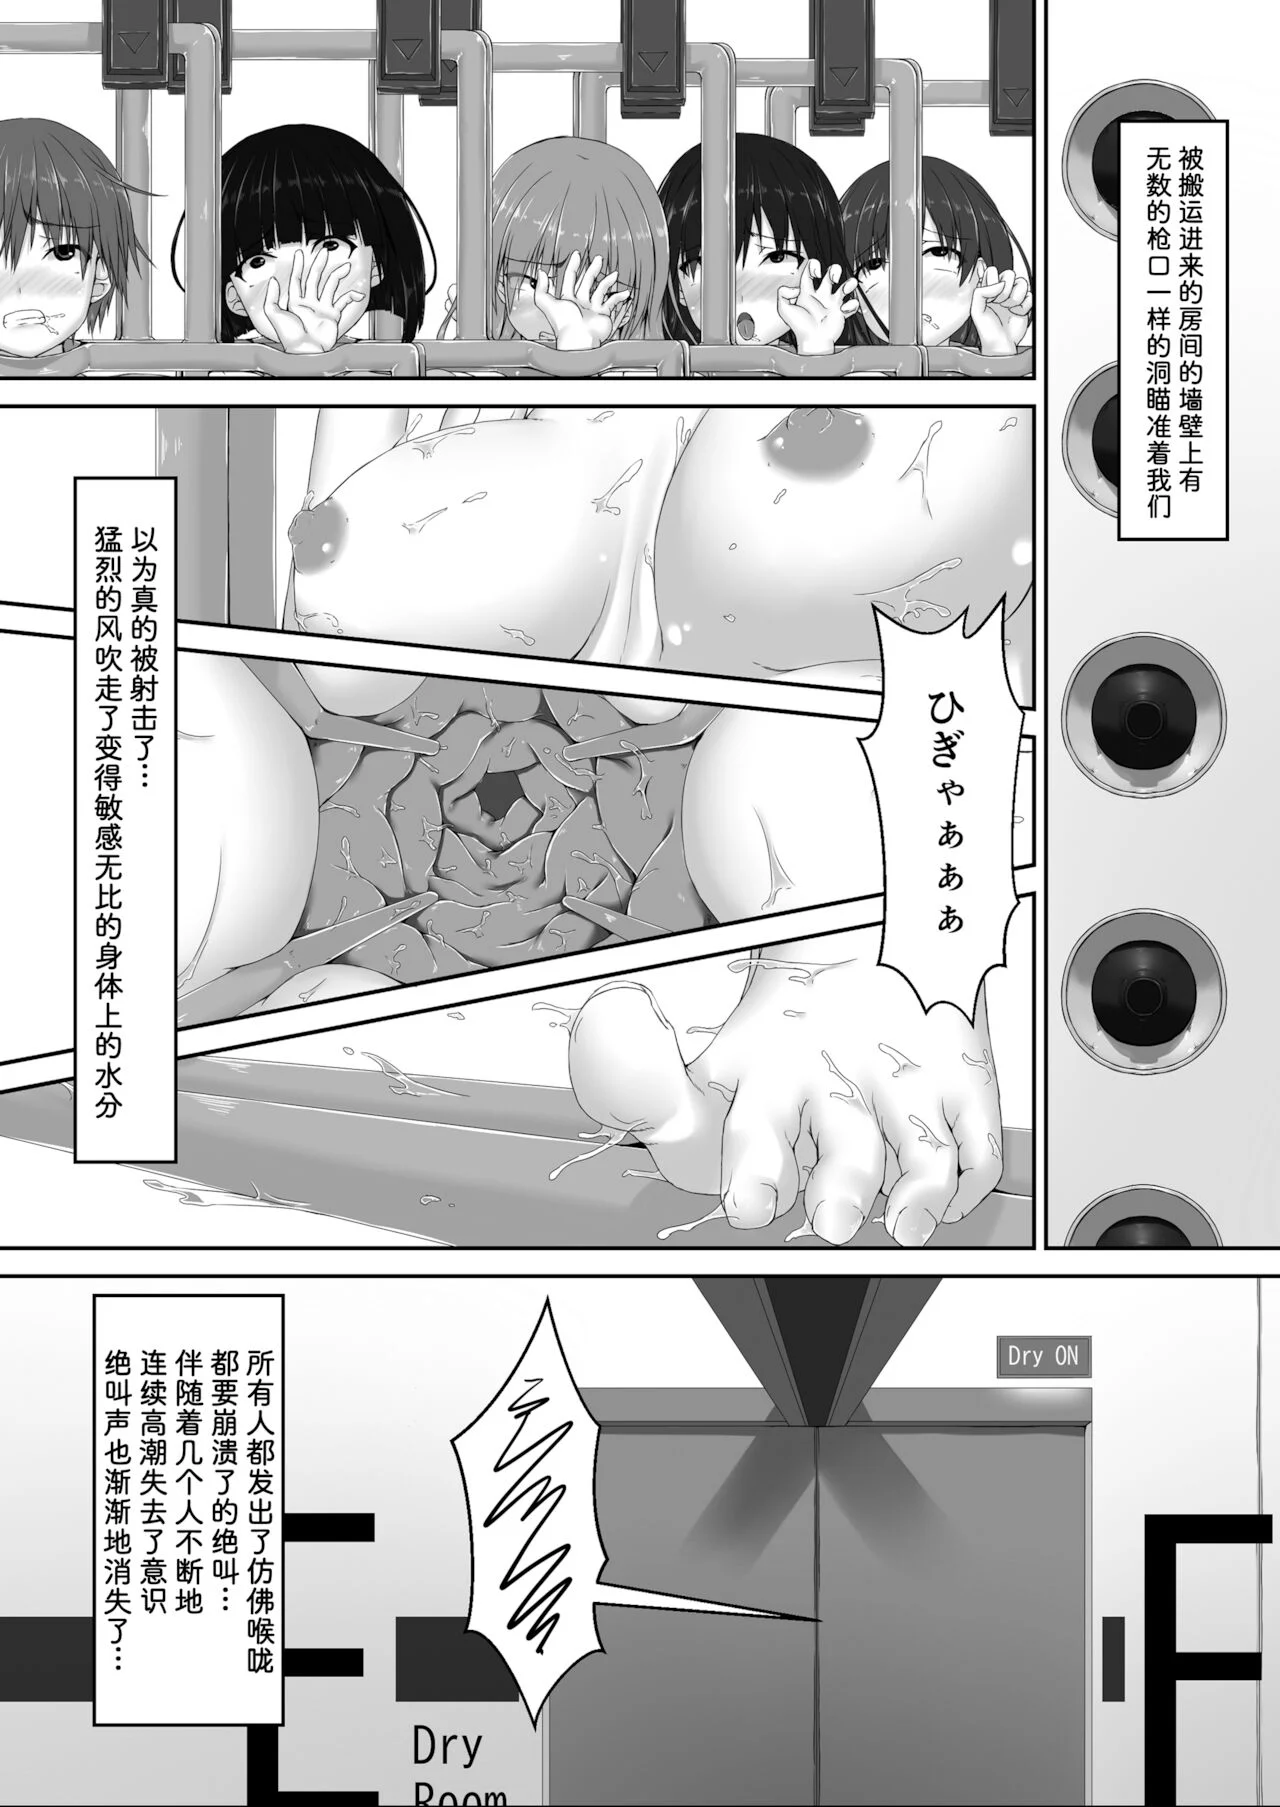 被搬运进来的房间的墙壁上有
无数的枪口一样的洞瞄准着我们
ひぎゃぁぁぁ
以为真的被射击了…
猛烈的风吹走了变得敏感无比的身体上的水分
Dry ON
所有人都发出了仿佛喉咙
都要崩溃了的绝叫…
伴随着几个人不断地
连续高潮失去了意识
绝叫声也渐渐地消失了…
Dry
Room